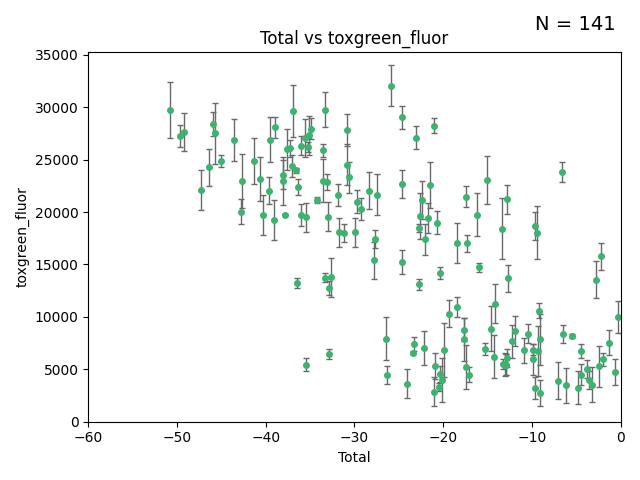 N = 141
Total vs toxgreen_fluor
35000
30000
25000
20000
15000
10000
5000
0
toxgreen_fluor
−60 −50 −40 −30 −20 −10 0
Total